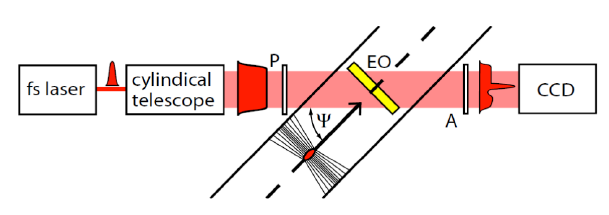 fs laser
cylindical
telescope
P
Ψ
EO
A
CCD